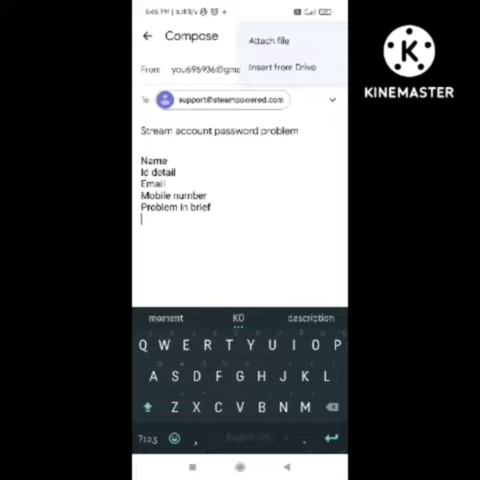 Compose
Attach file
Insert from Drive
From
To
support@steampowered.com
Stream account password problem
Name
Id detail
Email
Mobile number
Problem in brief
K
KINEMASTER
moment KO description
Q W E R T Y U I O P
A S D F G H J K L
Z X C V B N M
?123 , .